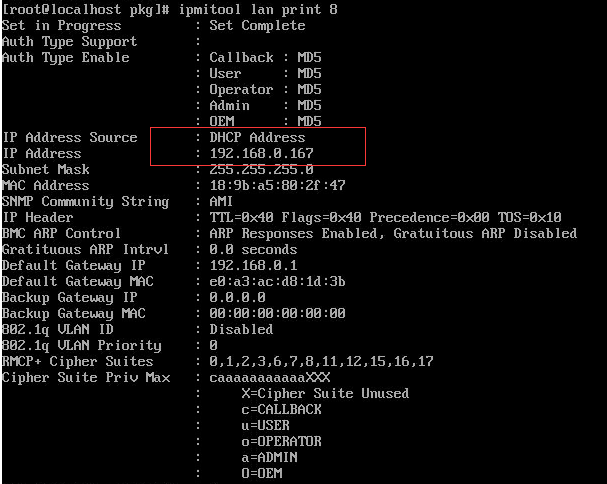 [root@localhost pkg]# ipmitool lan print 8
Set in Progress : Set Complete
Auth Type Support :
Auth Type Enable : Callback : MD5
: User : MD5
: Operator : MD5
: Admin : MD5
: OEM : MD5
IP Address Source : DHCP Address
IP Address : 192.168.0.167
Subnet Mask : 255.255.255.0
MAC Address : 18:9b:a5:80:2f:47
SNMP Community String : AMI
IP Header : TTL=0x40 Flags=0x40 Precedence=0x00 TOS=0x10
BMC ARP Control : ARP Responses Enabled, Gratuitous ARP Disabled
Gratituous ARP Intrvl : 0.0 seconds
Default Gateway IP : 192.168.0.1
Default Gateway MAC : e0:a3:ac:d8:1d:3b
Backup Gateway IP : 0.0.0.0
Backup Gateway MAC : 00:00:00:00:00:00
802.1q VLAN ID : Disabled
802.1q VLAN Priority : 0
RMCP+ Cipher Suites : 0,1,2,3,6,7,8,11,12,15,16,17
Cipher Suite Priv Max : caaaaaaaaaaaXXX
: X=Cipher Suite Unused
: c=CALLBACK
: u=USER
: o=OPERATOR
: a=ADMIN
: O=OEM